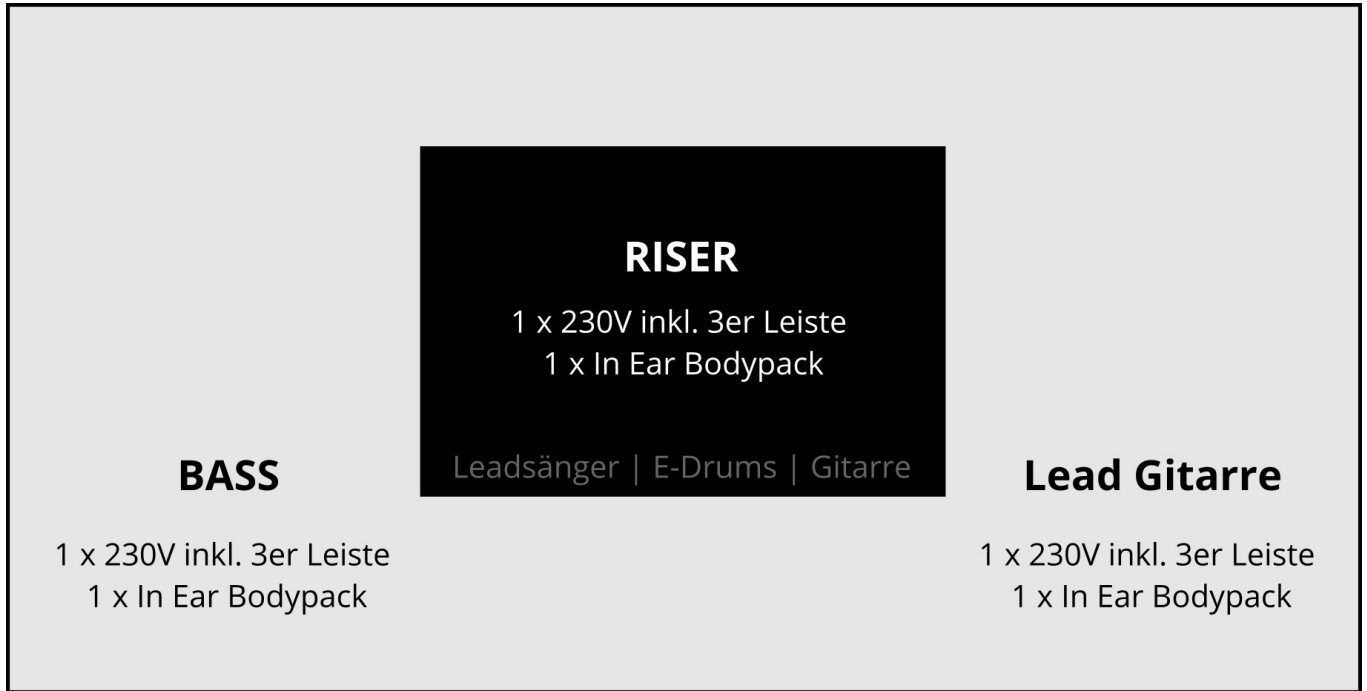 RISER
1 x 230V inkl. 3er Leiste
1 x In Ear Bodypack
Leadsänger | E-Drums | Gitarre
BASS
1 x 230V inkl. 3er Leiste
1 x In Ear Bodypack
Lead Gitarre
1 x 230V inkl. 3er Leiste
1 x In Ear Bodypack